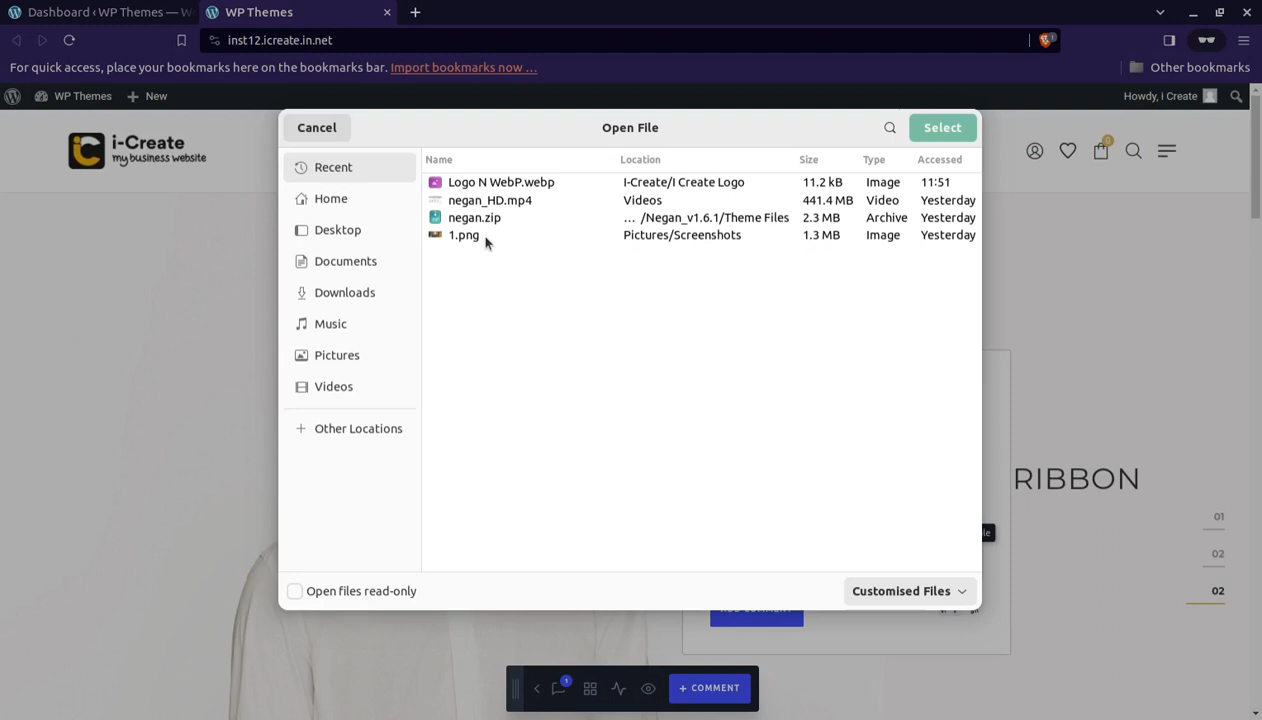 Dashboard ‹ WP Themes — W
WP Themes
inst12.icreate.in.net
1
For quick access, place your bookmarks here on the bookmarks bar. Import bookmarks now ...
Other bookmarks
WP Themes
New
Howdy, i Create
i-Create
my business website
0
Cancel
Open File
Select
Recent
Home
Desktop
Documents
Downloads
Music
Pictures
Videos
Other Locations
Name Location Size Type Accessed
Logo N WebP.webp I-Create/I Create Logo 11.2 kB Image 11:51
negan_HD.mp4 Videos 441.4 MB Video Yesterday
negan.zip ... /Negan_v1.6.1/Theme Files 2.3 MB Archive Yesterday
1.png Pictures/Screenshots 1.3 MB Image Yesterday
RIBBON
01
02
02
Open files read-only
Customised Files
1
+ COMMENT